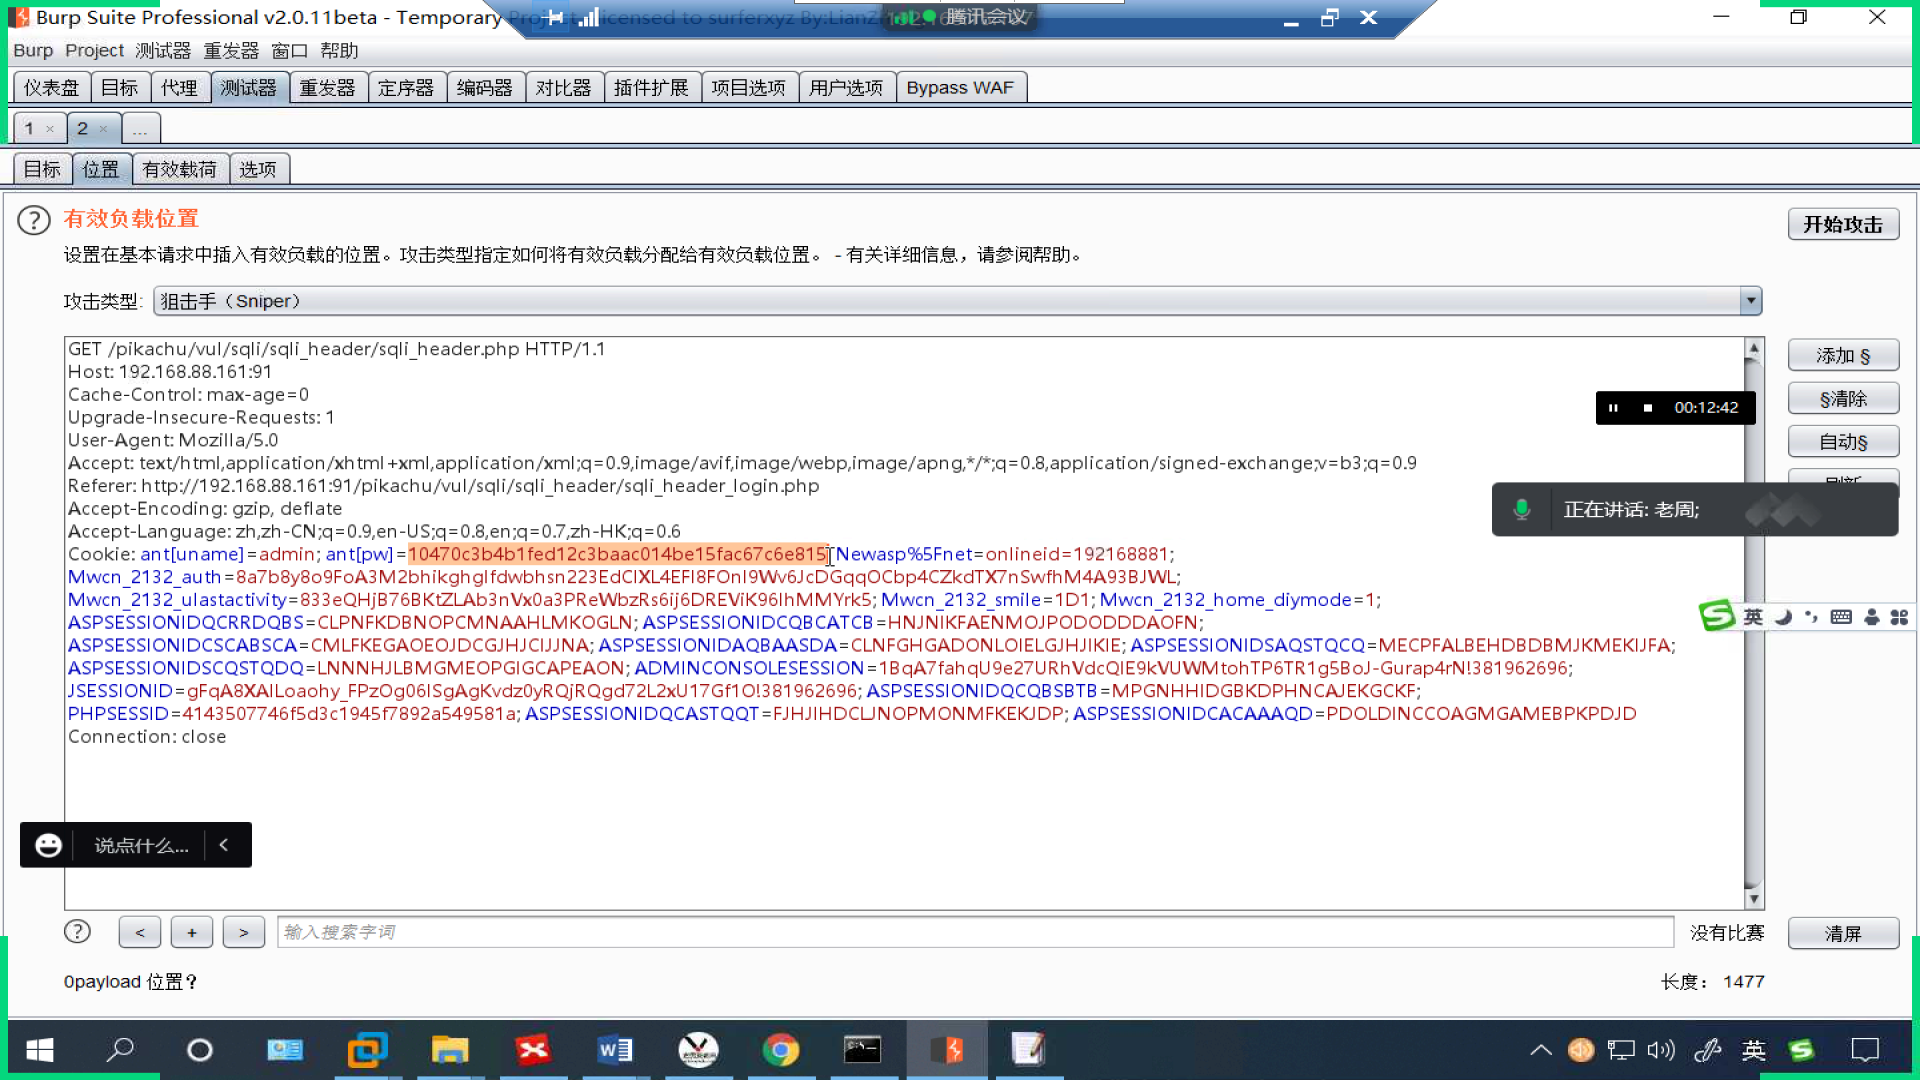 Burp Suite Professional v2.0.11beta - Temporary Project - licensed to surferxyz By:LianZ
腾讯会议
Burp Project 测试器 重发器 窗口 帮助
仪表盘 目标 代理 测试器 重发器 定序器 编码器 对比器 插件扩展 项目选项 用户选项 Bypass WAF
1 × 2 × ...
目标 位置 有效载荷 选项
? 有效负载位置
开始攻击
设置在基本请求中插入有效负载的位置。攻击类型指定如何将有效负载分配给有效负载位置。 - 有关详细信息，请参阅帮助。
攻击类型: 狙击手（Sniper）
GET /pikachu/vul/sqli/sqli_header/sqli_header.php HTTP/1.1
添加 §
Host: 192.168.88.161:91
Cache-Control: max-age=0
§清除
00:12:42
Upgrade-Insecure-Requests: 1
User-Agent: Mozilla/5.0
自动§
Accept: text/html,application/xhtml+xml,application/xml;q=0.9,image/avif,image/webp,image/apng,*/*;q=0.8,application/signed-exchange;v=b3;q=0.9
Referer: http://192.168.88.161:91/pikachu/vul/sqli/sqli_header/sqli_header_login.php
刷新
Accept-Encoding: gzip, deflate
正在讲话: 老周;
Accept-Language: zh,zh-CN;q=0.9,en-US;q=0.8,en;q=0.7,zh-HK;q=0.6
Cookie: ant[uname]=admin; ant[pw]=10470c3b4b1fed12c3baac014be15fac67c6e815; Newasp%5Fnet=onlineid=192168881;
Mwcn_2132_auth=8a7b8y8o9FoA3M2bhikghgIfdwbhsn223EdCIXL4EFI8FOnI9Wv6JcDGqqOCbp4CZkdTX7nSwfhM4A93BJWL;
Mwcn_2132_ulastactivity=833eQHjB76BKtZLAb3nVx0a3PReWbzRs6ij6DREViK96IhMMYrk5; Mwcn_2132_smile=1D1; Mwcn_2132_home_diymode=1;
英
ASPSESSIONIDQCRRDQBS=CLPNFKDBNOPCMNAAHLMKOGLN; ASPSESSIONIDCQBCATCB=HNJNIKFAENMOJPODODDDAOFN;
ASPSESSIONIDCSCABSCA=CMLFKEGAOEOJDCGJHJCIJJNA; ASPSESSIONIDAQBAASDA=CLNFGHGADONLOIELGJHJIKIE; ASPSESSIONIDSAQSTQCQ=MECPFALBEHDBDBMJKMEKIJFA;
ASPSESSIONIDSCQSTQDQ=LNNNHJLBMGMEOPGIGCAPEAON; ADMINCONSOLESESSION=1BqA7fahqU9e27URhVdcQIE9kVUWMtohTP6TR1g5BoJ-Gurap4rN!381962696;
JSESSIONID=gFqA8XAILoaohy_FPzOg06ISgAgKvdz0yRQjRQgd72L2xU17Gf1O!381962696; ASPSESSIONIDQCQBSBTB=MPGNHHIDGBKDPHNCAJEKGCKF;
PHPSESSID=4143507746f5d3c1945f7892a549581a; ASPSESSIONIDQCASTQQT=FJHJIHDCLJNOPMONMFKEKJDP; ASPSESSIONIDCACAAAQD=PDOLDINCCOAGMGAMEBPKPDJD
Connection: close
说点什么... <
? < + > 输入搜索字词 没有比赛 清屏
0payload 位置？ 长度： 1477
英